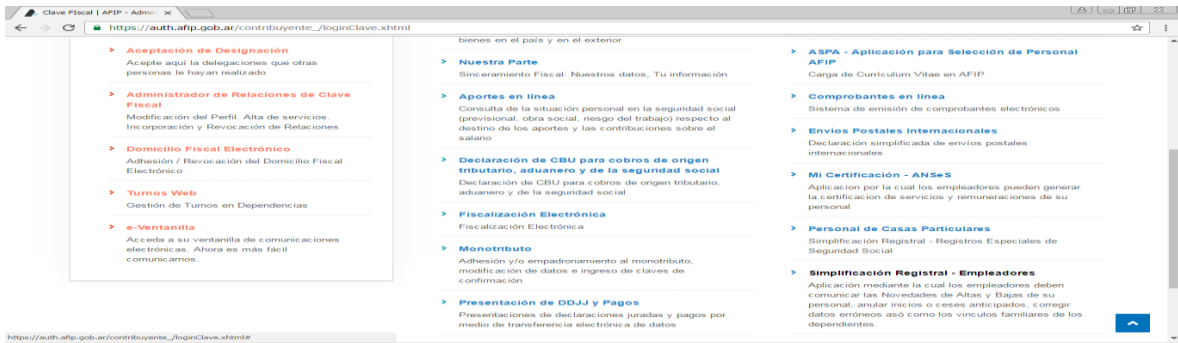 Clave Fiscal | AFIP - Admin
https://auth.afip.gob.ar/contribuyente_/loginClave.xhtml
Aceptación de Designación
Acepte aquí la delegaciones que otras
personas le hayan realizado
Administrador de Relaciones de Clave
Fiscal
Modificación del Perfil. Alta de servicios.
Incorporación y Revocación de Relaciones
Domicilio Fiscal Electrónico
Adhesión / Revocación del Domicilio Fiscal
Electrónico
Turnos Web
Gestión de Turnos en Dependencias
e-Ventanilla
Acceda a su ventanilla de comunicaciones
electrónicas. Ahora es más fácil
comunicarnos.
bienes en el país y en el exterior
Nuestra Parte
Sinceramiento Fiscal: Nuestros datos, Tu información
Aportes en línea
Consulta de la situación personal en la seguridad social
(previsional, obra social, riesgo del trabajo) respecto al
destino de los aportes y las contribuciones sobre el
salario
Declaración de CBU para cobros de origen
tributario, aduanero y de la seguridad social
Declaración de CBU para cobros de origen tributario,
aduanero y de la seguridad social
Fiscalización Electrónica
Fiscalización Electrónica
Monotributo
Adhesión y/o empadronamiento al monotributo,
modificación de datos e ingreso de claves de
confirmación
Presentación de DDJJ y Pagos
Presentaciones de declaraciones juradas y pagos por
medio de transferencia electrónica de datos
ASPA - Aplicación para Selección de Personal
AFIP
Carga de Curriculum Vitae en AFIP
Comprobantes en línea
Sistema de emisión de comprobantes electrónicos
Envíos Postales Internacionales
Declaración simplificada de envíos postales
internacionales
Mi Certificación - ANSeS
Aplicacion por la cual los empleadores pueden generar
la certificacion de servicios y remuneraciones de su
personal
Personal de Casas Particulares
Simplificación Registral - Registros Especiales de
Seguridad Social
Simplificación Registral - Empleadores
Aplicación mediante la cual los empleadores deben
comunicar las Novedades de Altas y Bajas de su
personal, anular inicios o ceses anticipados, corregir
datos erróneos asó como los vinculos familiares de los
dependientes.
https://auth.afip.gob.ar/contribuyente_/loginClave.xhtml#